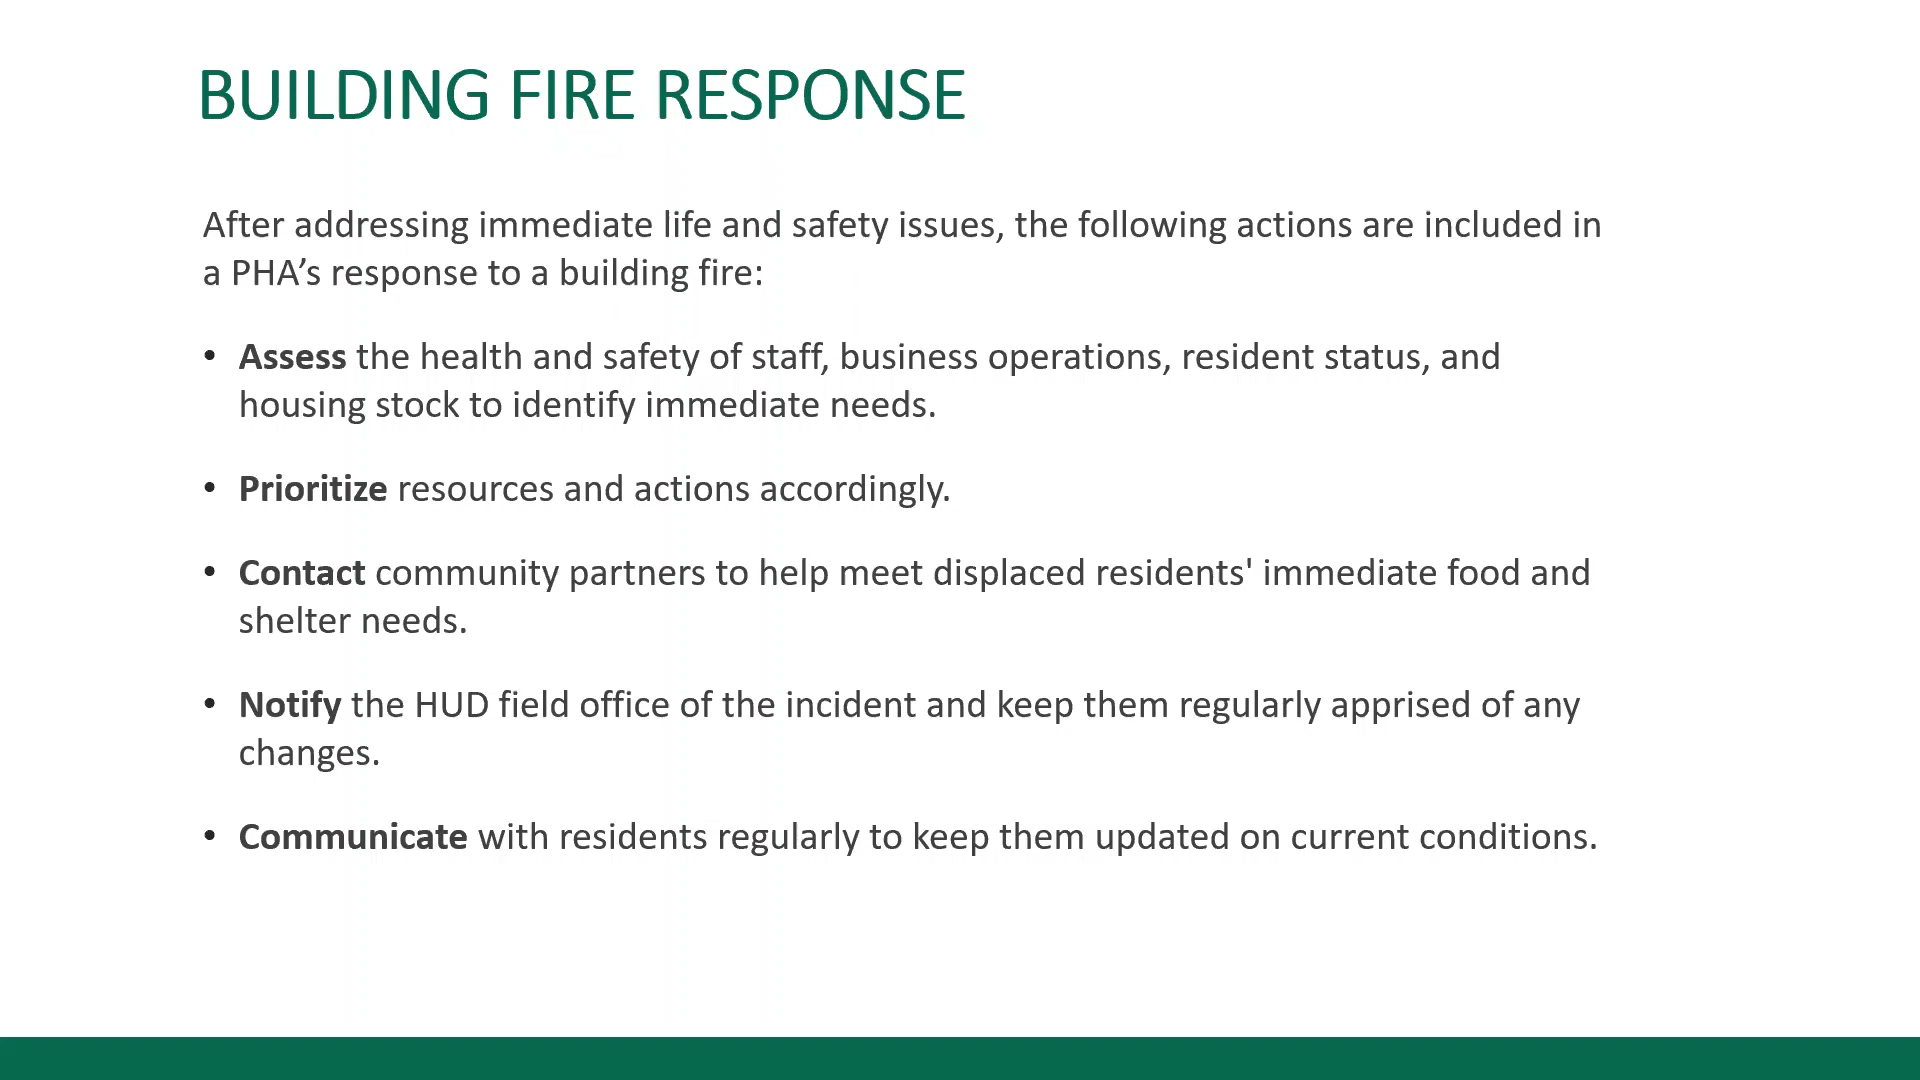 BUILDING FIRE RESPONSE
After addressing immediate life and safety issues, the following actions are included in
a PHA’s response to a building fire:
• Assess the health and safety of staff, business operations, resident status, and
housing stock to identify immediate needs.
• Prioritize resources and actions accordingly.
• Contact community partners to help meet displaced residents' immediate food and
shelter needs.
• Notify the HUD field office of the incident and keep them regularly apprised of any
changes.
• Communicate with residents regularly to keep them updated on current conditions.